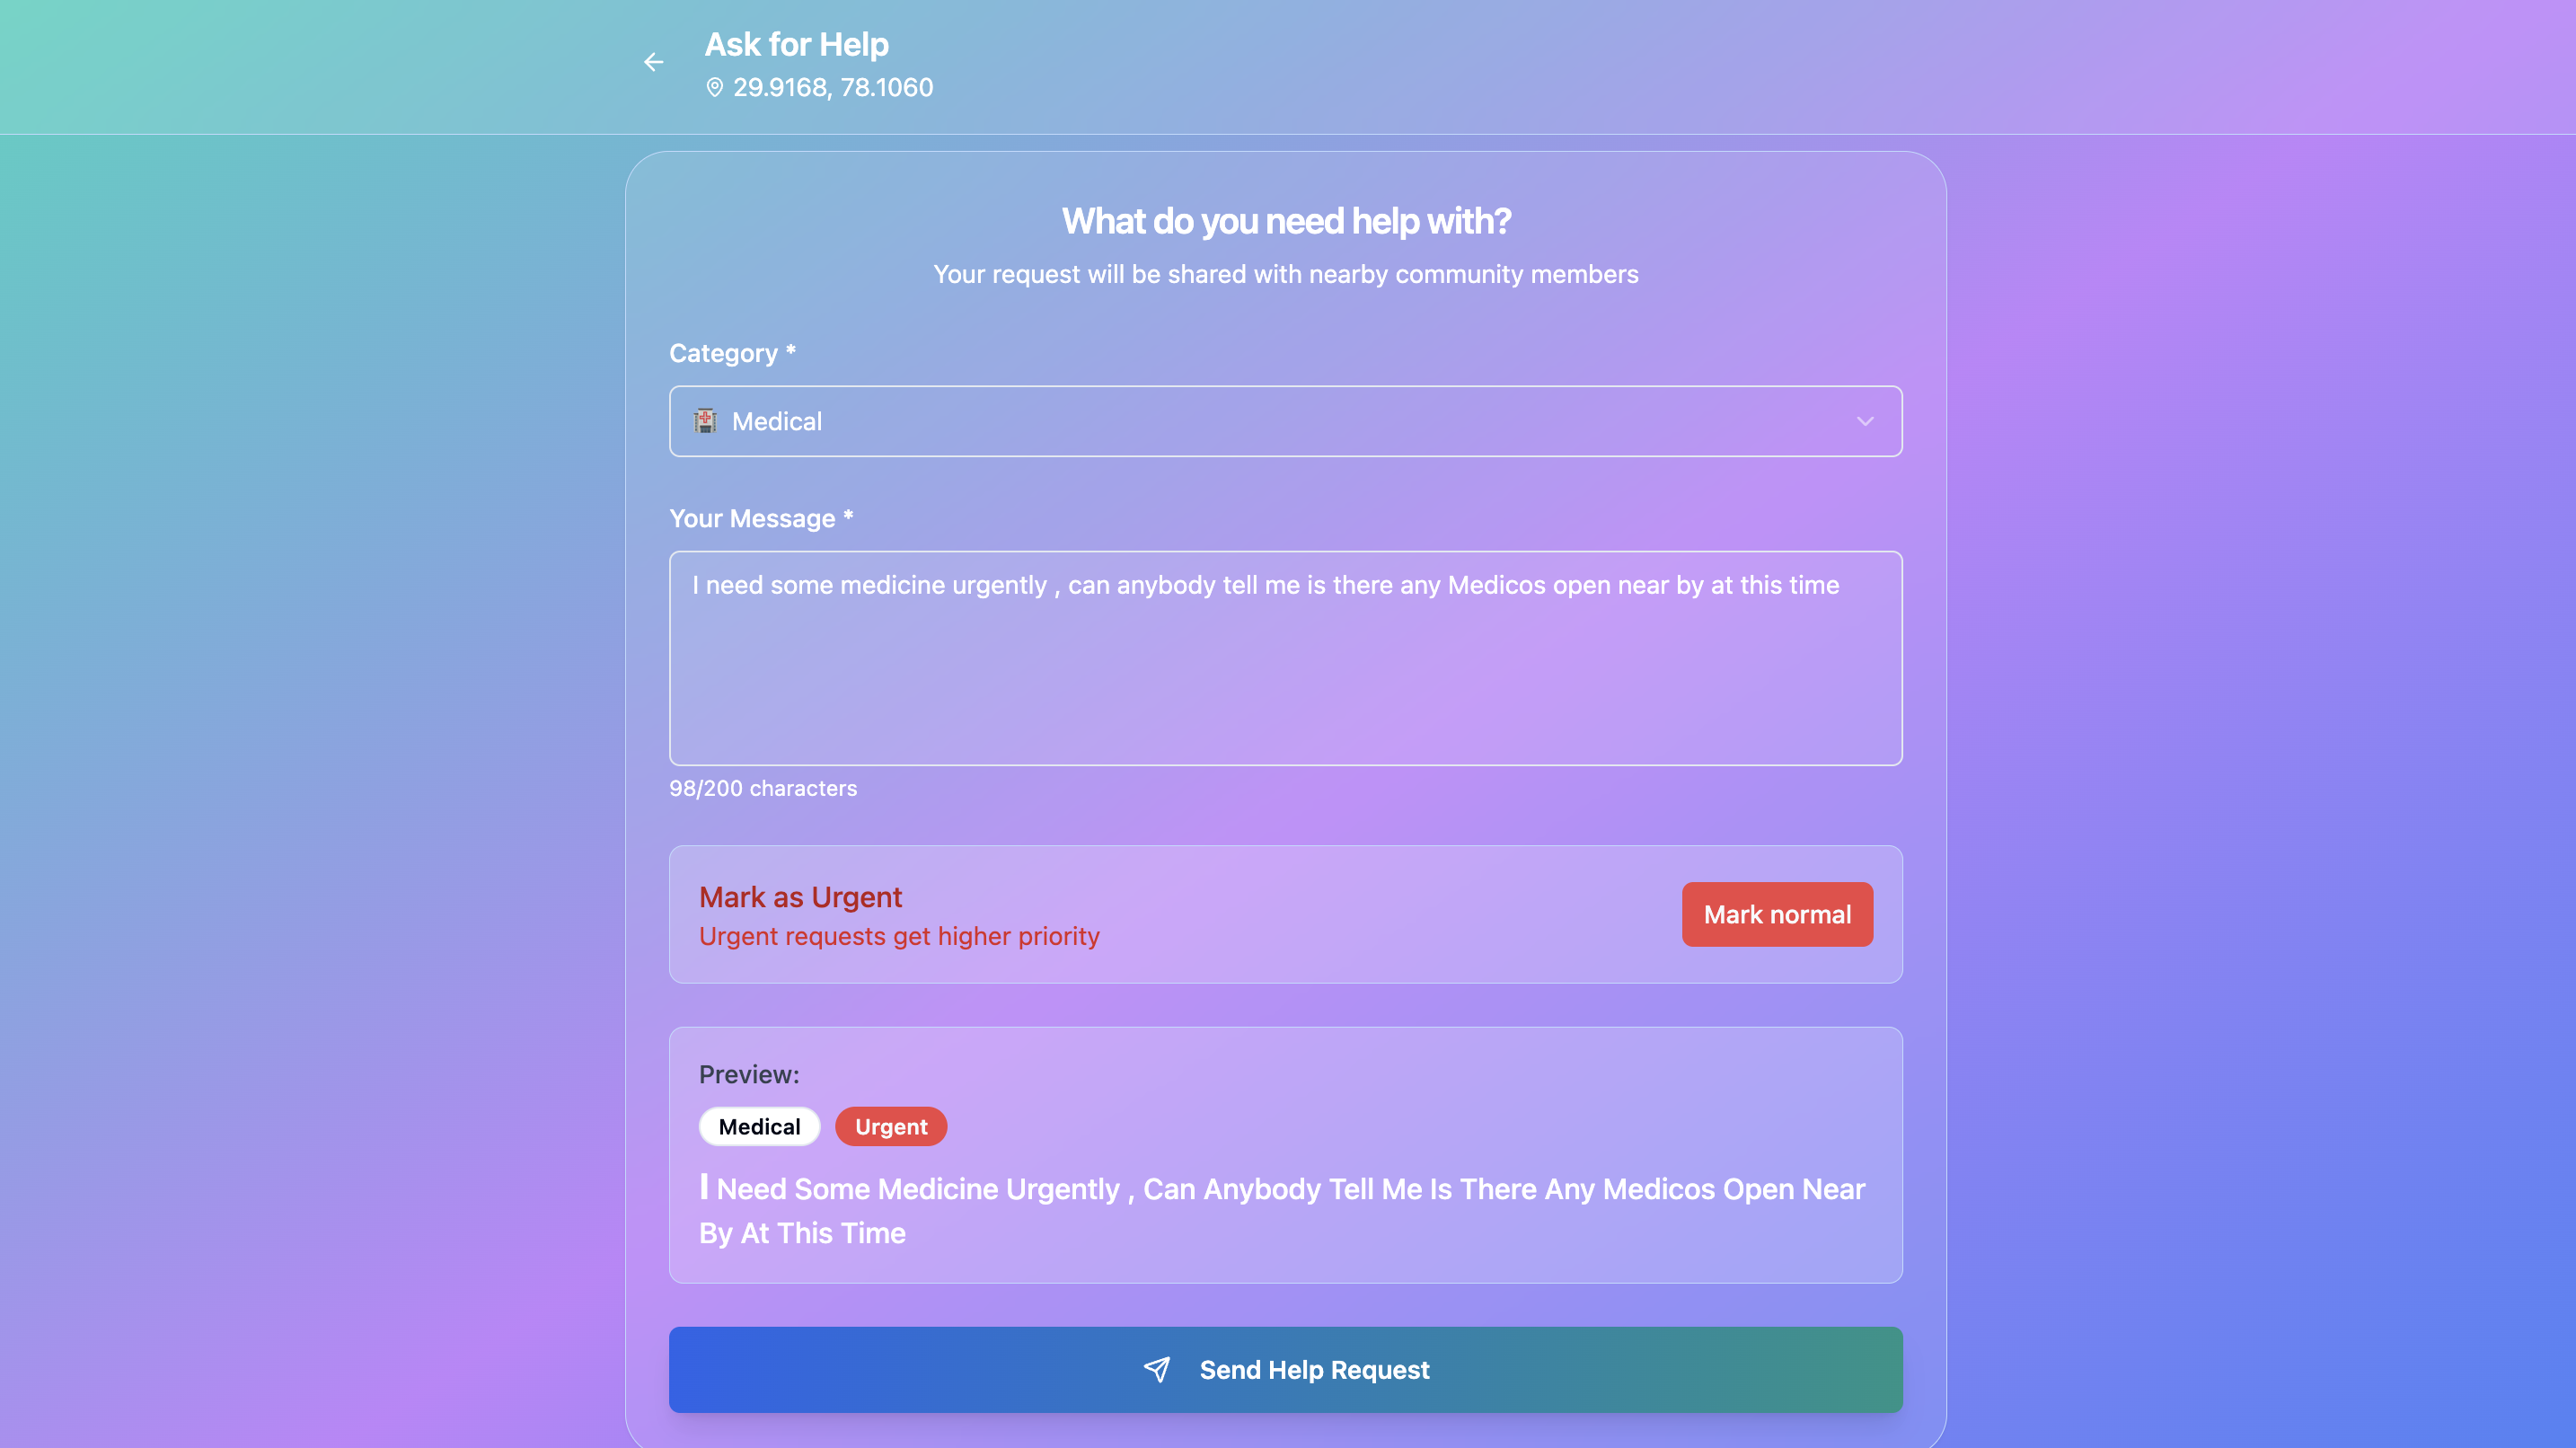 Ask for Help
29.9168, 78.1060
What do you need help with?
Your request will be shared with nearby community members
Category *
Medical
Your Message *
I need some medicine urgently , can anybody tell me is there any Medicos open near by at this time
98/200 characters
Mark as Urgent
Urgent requests get higher priority
Mark normal
Preview:
Medical Urgent
I Need Some Medicine Urgently , Can Anybody Tell Me Is There Any Medicos Open Near
By At This Time
Send Help Request